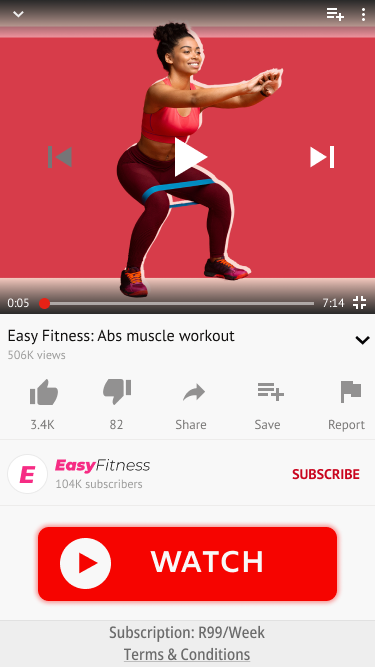 0:05
7:14
Easy Fitness: Abs muscle workout
506K views
3.4K
82
Share
Save
Report
E
EasyFitness
104K subscribers
SUBSCRIBE
WATCH
Subscription: R99/Week
Terms & Conditions